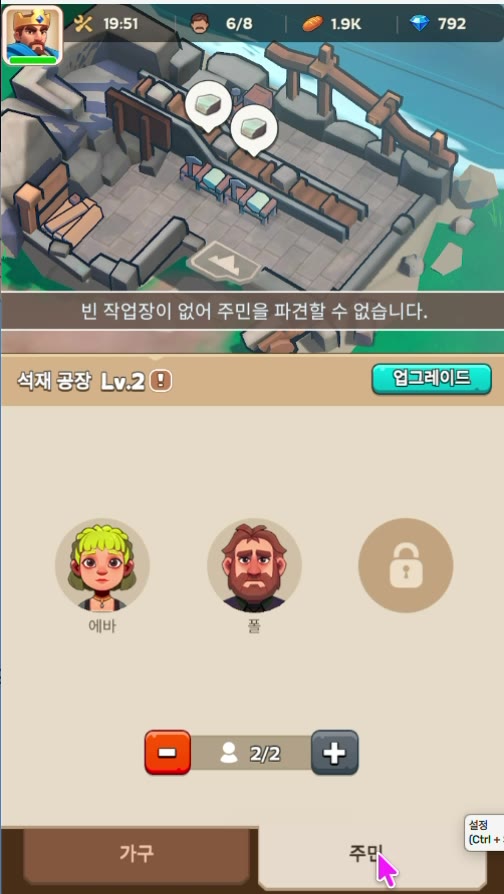 19:51 6/8 1.9K 792
빈 작업장이 없어 주민을 파견할 수 없습니다.
석재 공장 Lv.2 !
업그레이드
에바 폴
2/2
가구 주민
설정
(Ctrl +